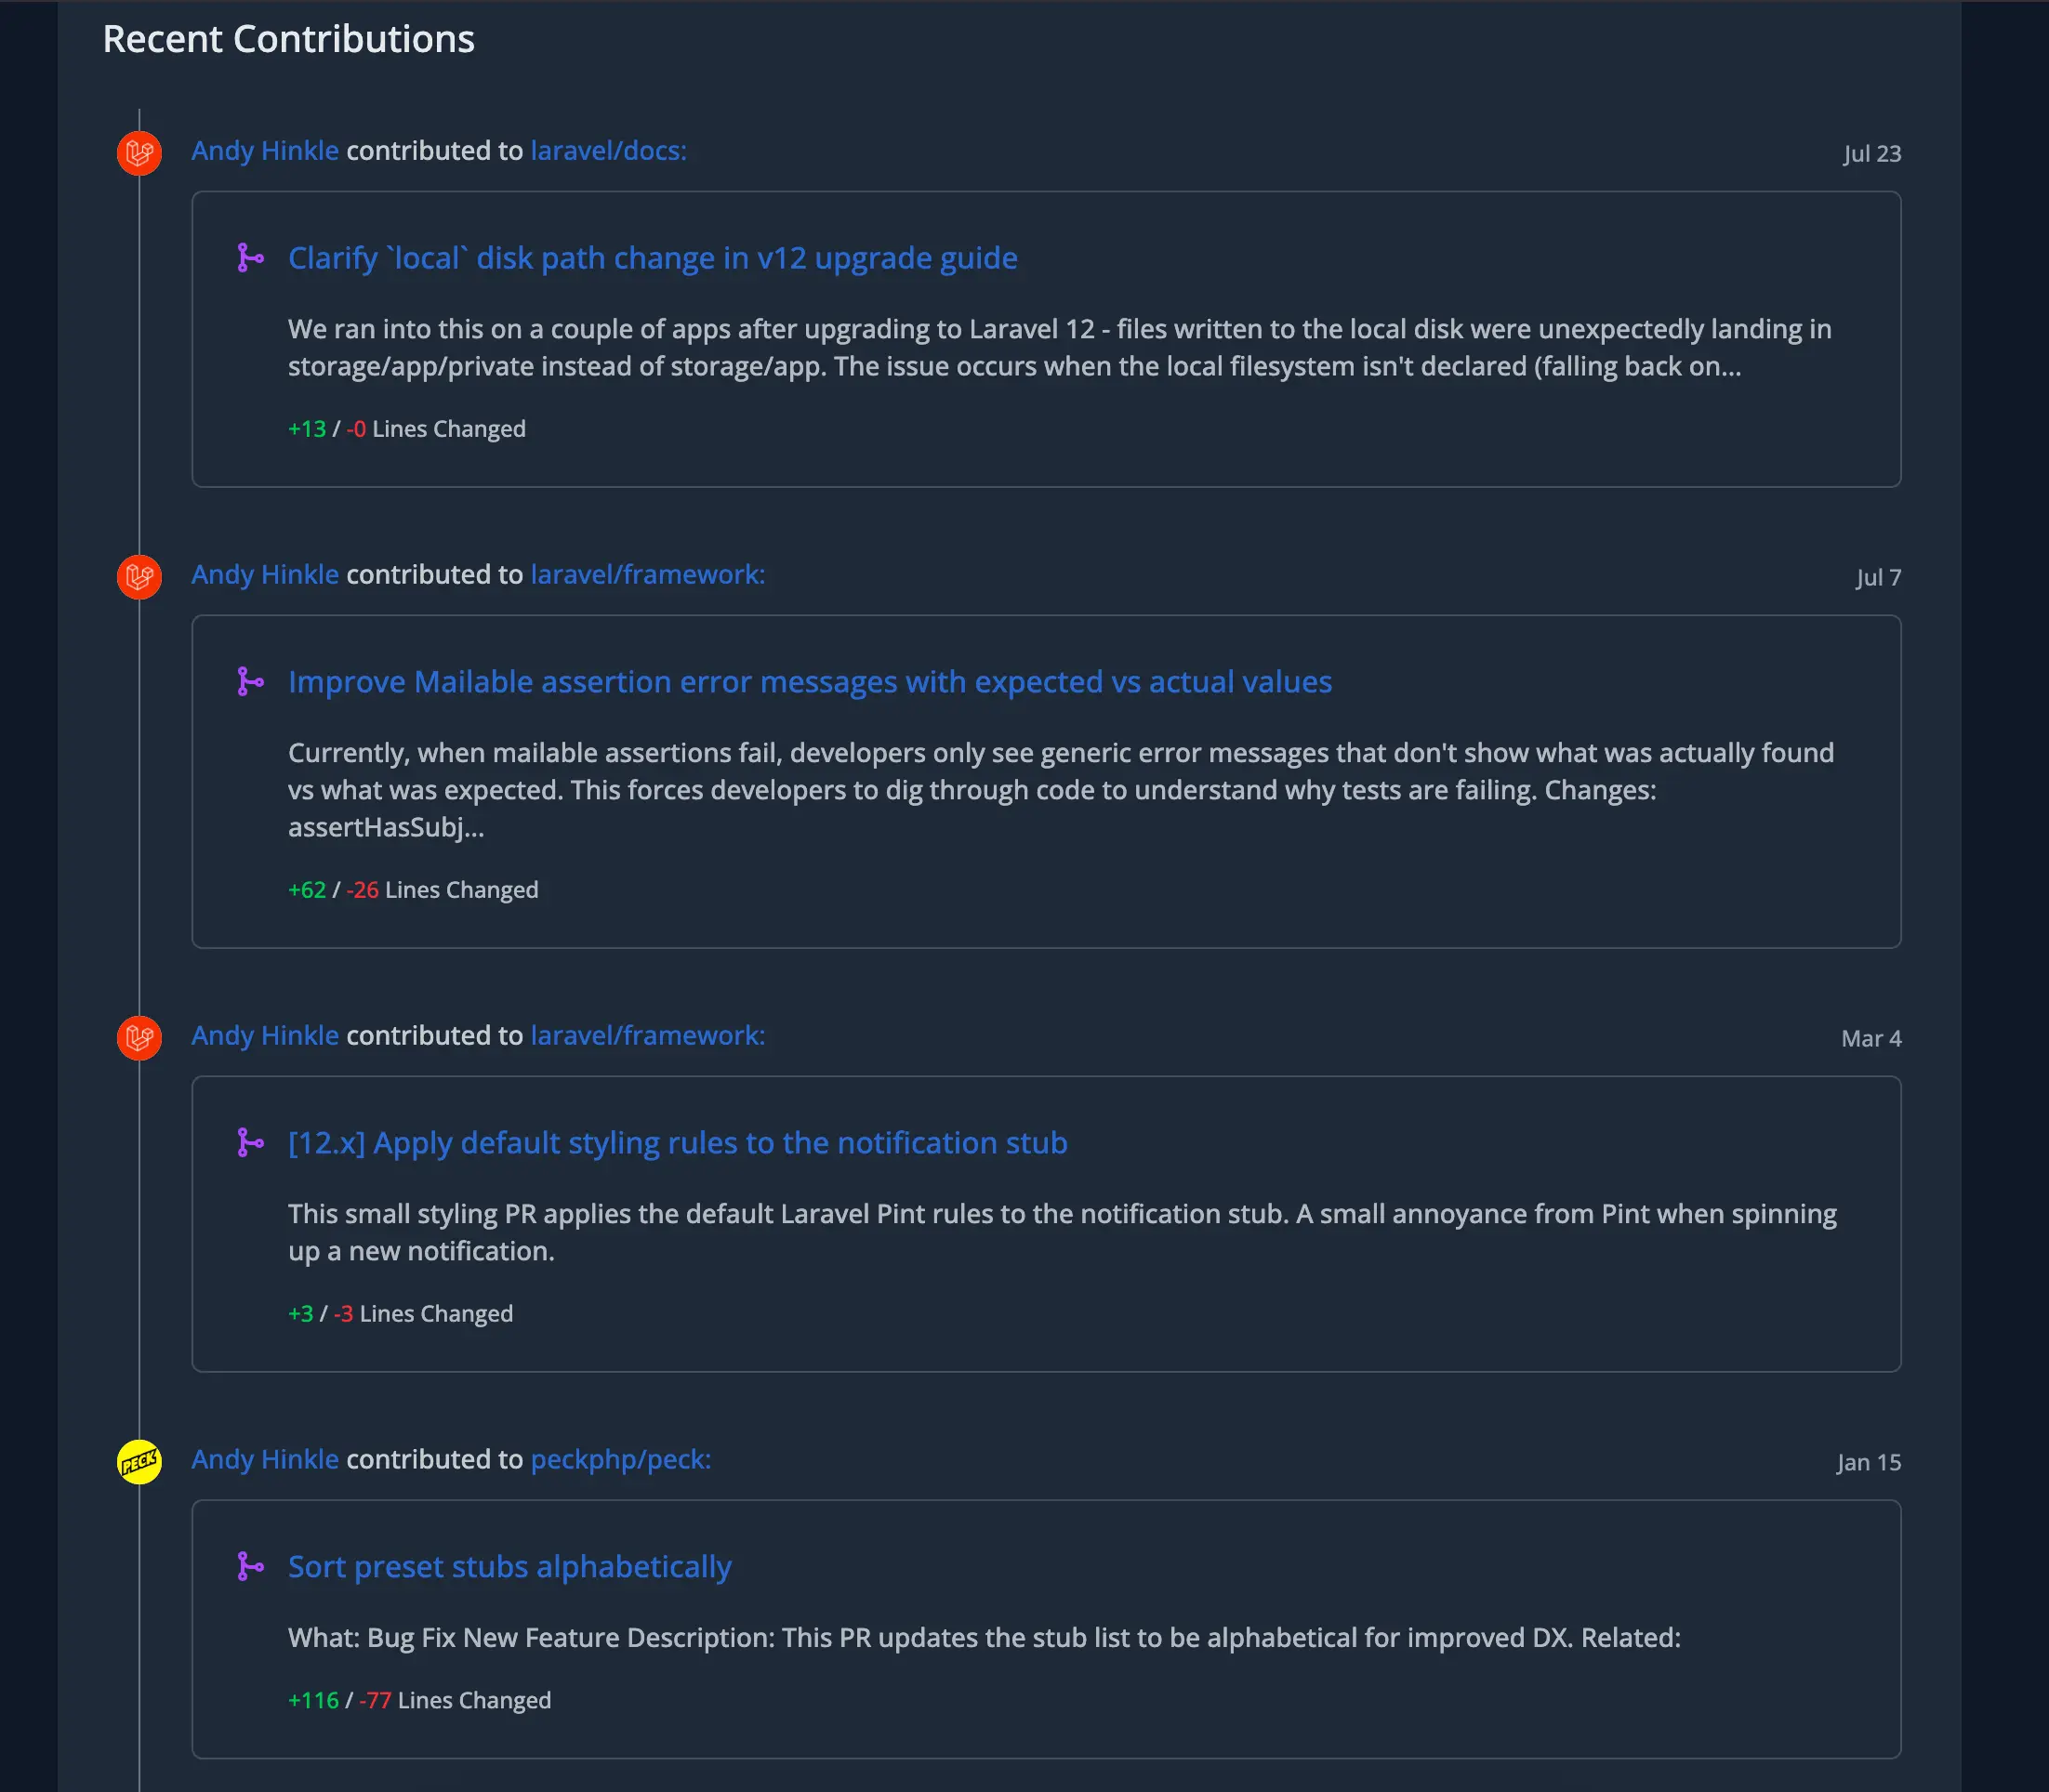 Recent Contributions
Andy Hinkle contributed to laravel/docs:
Jul 23
Clarify `local` disk path change in v12 upgrade guide
We ran into this on a couple of apps after upgrading to Laravel 12 - files written to the local disk were unexpectedly landing in
storage/app/private instead of storage/app. The issue occurs when the local filesystem isn't declared (falling back on...
+13 / -0 Lines Changed
Andy Hinkle contributed to laravel/framework:
Jul 7
Improve Mailable assertion error messages with expected vs actual values
Currently, when mailable assertions fail, developers only see generic error messages that don't show what was actually found
vs what was expected. This forces developers to dig through code to understand why tests are failing. Changes:
assertHasSubj...
+62 / -26 Lines Changed
Andy Hinkle contributed to laravel/framework:
Mar 4
[12.x] Apply default styling rules to the notification stub
This small styling PR applies the default Laravel Pint rules to the notification stub. A small annoyance from Pint when spinning
up a new notification.
+3 / -3 Lines Changed
PECK
Andy Hinkle contributed to peckphp/peck:
Jan 15
Sort preset stubs alphabetically
What: Bug Fix New Feature Description: This PR updates the stub list to be alphabetical for improved DX. Related:
+116 / -77 Lines Changed